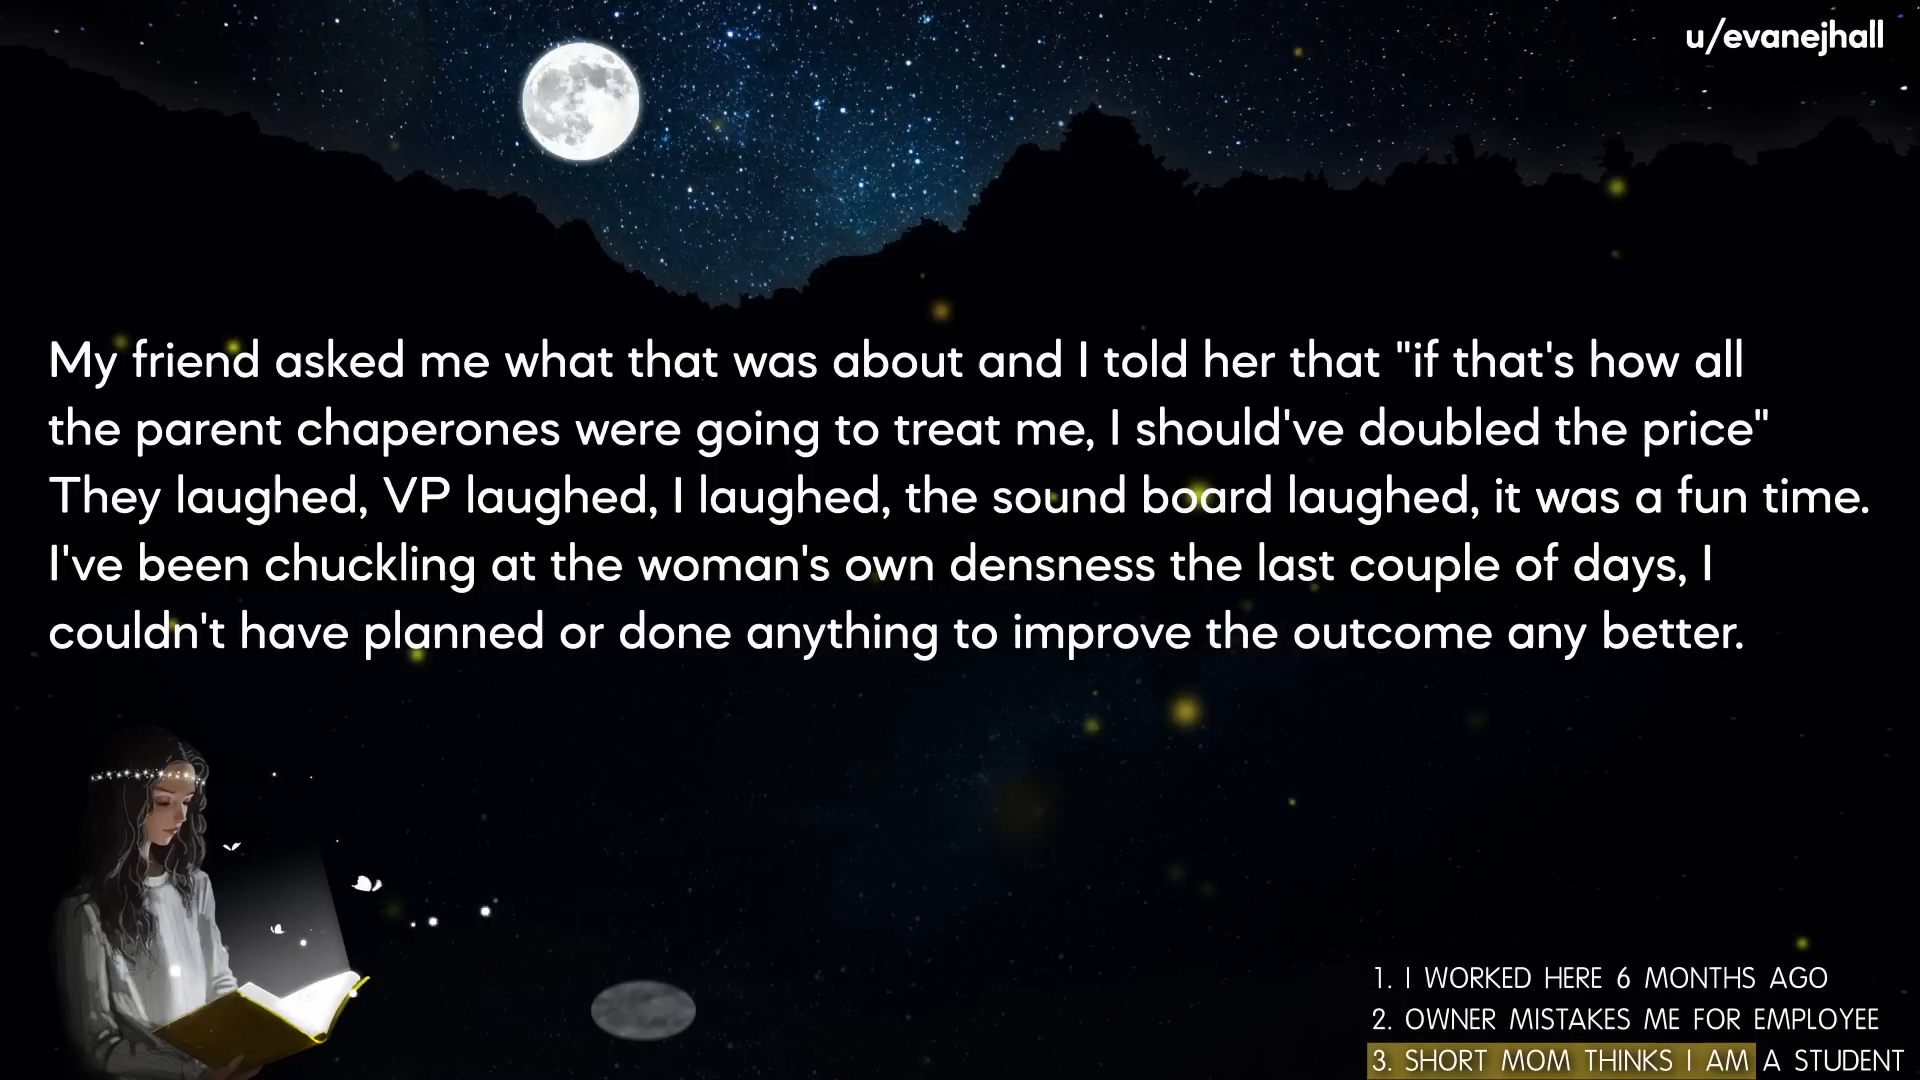 u/evanejhall
My friend asked me what that was about and I told her that "if that's how all
the parent chaperones were going to treat me, I should've doubled the price"
They laughed, VP laughed, I laughed, the sound board laughed, it was a fun time.
I've been chuckling at the woman's own denseness the last couple of days, I
couldn't have planned or done anything to improve the outcome any better.
1. I WORKED HERE 6 MONTHS AGO
2. OWNER MISTAKES ME FOR EMPLOYEE
3. SHORT MOM THINKS I AM A STUDENT